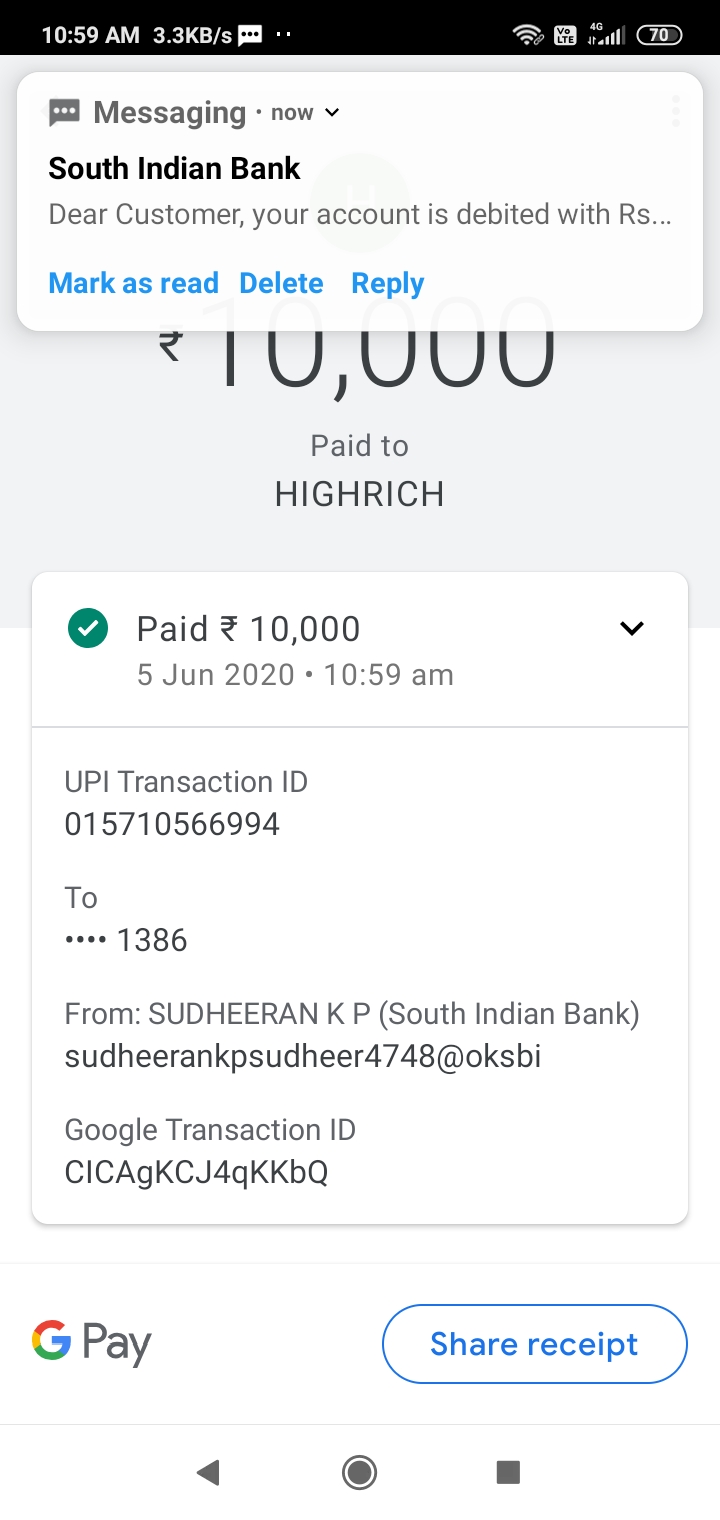 10:59 AM 3.3KB/s
Vo LTE 4G 70
Messaging · now
South Indian Bank
Dear Customer, your account is debited with Rs...
Mark as read Delete Reply
₹10,000
Paid to
HIGHRICH
Paid ₹ 10,000
5 Jun 2020 • 10:59 am
UPI Transaction ID
015710566994
To
•••• 1386
From: SUDHEERAN K P (South Indian Bank)
sudheerankpsudheer4748@oksbi
Google Transaction ID
CICAgKCJ4qKKbQ
G Pay
Share receipt